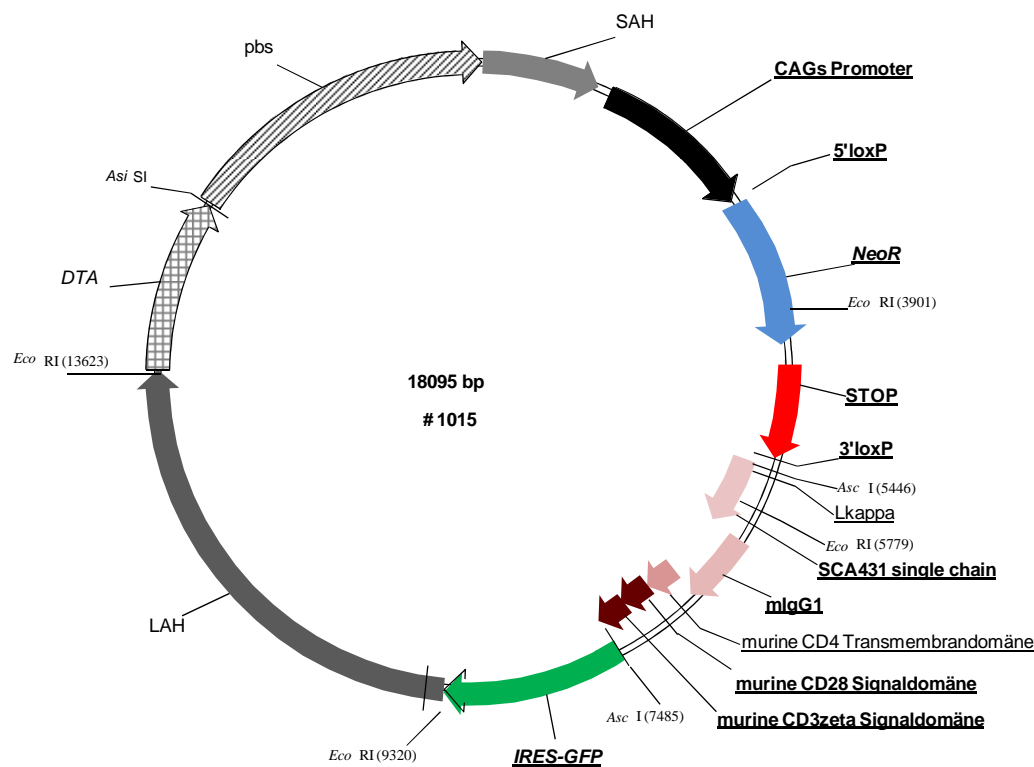 SAH
pbs
CAGs Promoter
5'loxP
Asi SI
NeoR
DTA
Eco RI (3901)
Eco RI (13623)
18095 bp
# 1015
STOP
3'loxP
Asc I (5446)
Lkappa
Eco RI (5779)
SCA431 single chain
mIgG1
LAH
murine CD4 Transmembrandomäne
murine CD28 Signaldomäne
Asc I (7485)
murine CD3zeta Signaldomäne
Eco RI (9320)
IRES-GFP